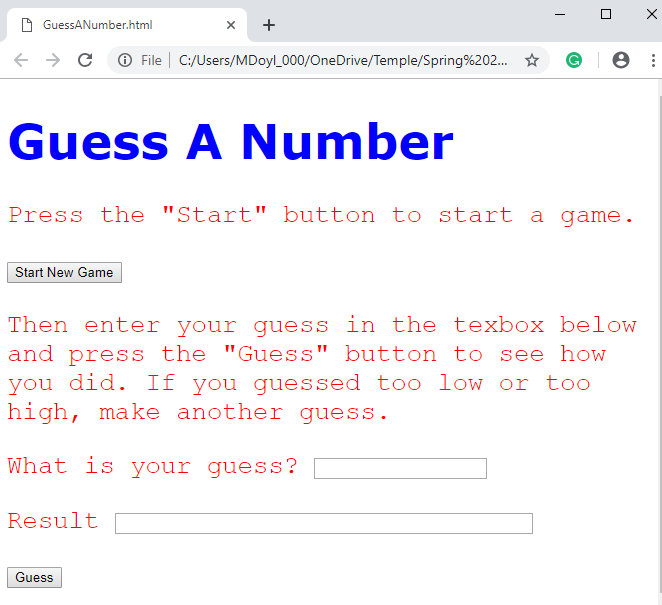 GuessANumber.html
File | C:/Users/MDoyl_000/OneDrive/Temple/Spring%202...
Guess A Number
Press the "Start" button to start a game.
Start New Game
Then enter your guess in the texbox below
and press the "Guess" button to see how
you did. If you guessed too low or too
high, make another guess.
What is your guess?
Result
Guess